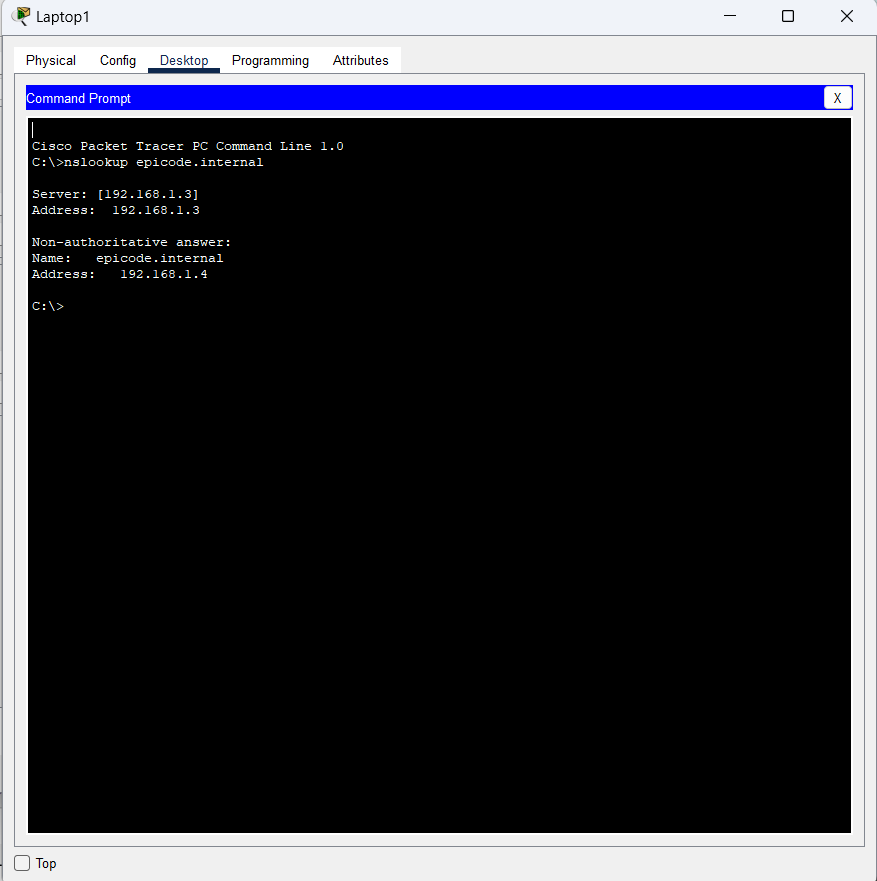 Laptop1
Physical Config Desktop Programming Attributes
Command Prompt X
Cisco Packet Tracer PC Command Line 1.0
C:\>nslookup epicode.internal
Server: [192.168.1.3]
Address:  192.168.1.3
Non-authoritative answer:
Name:   epicode.internal
Address:   192.168.1.4
C:\>
Top